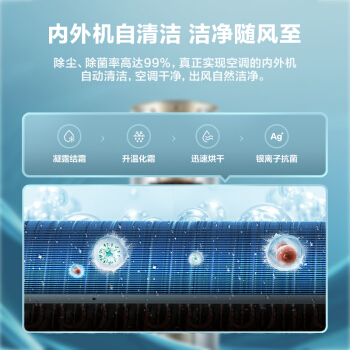 内外机自清洁 洁净随风至
除尘、除菌率高达99%，真正实现空调的内外机
自动清洁，空调干净，出风自然洁净。
Ag+
凝露结霜 升温化霜 迅速烘干 银离子抗菌